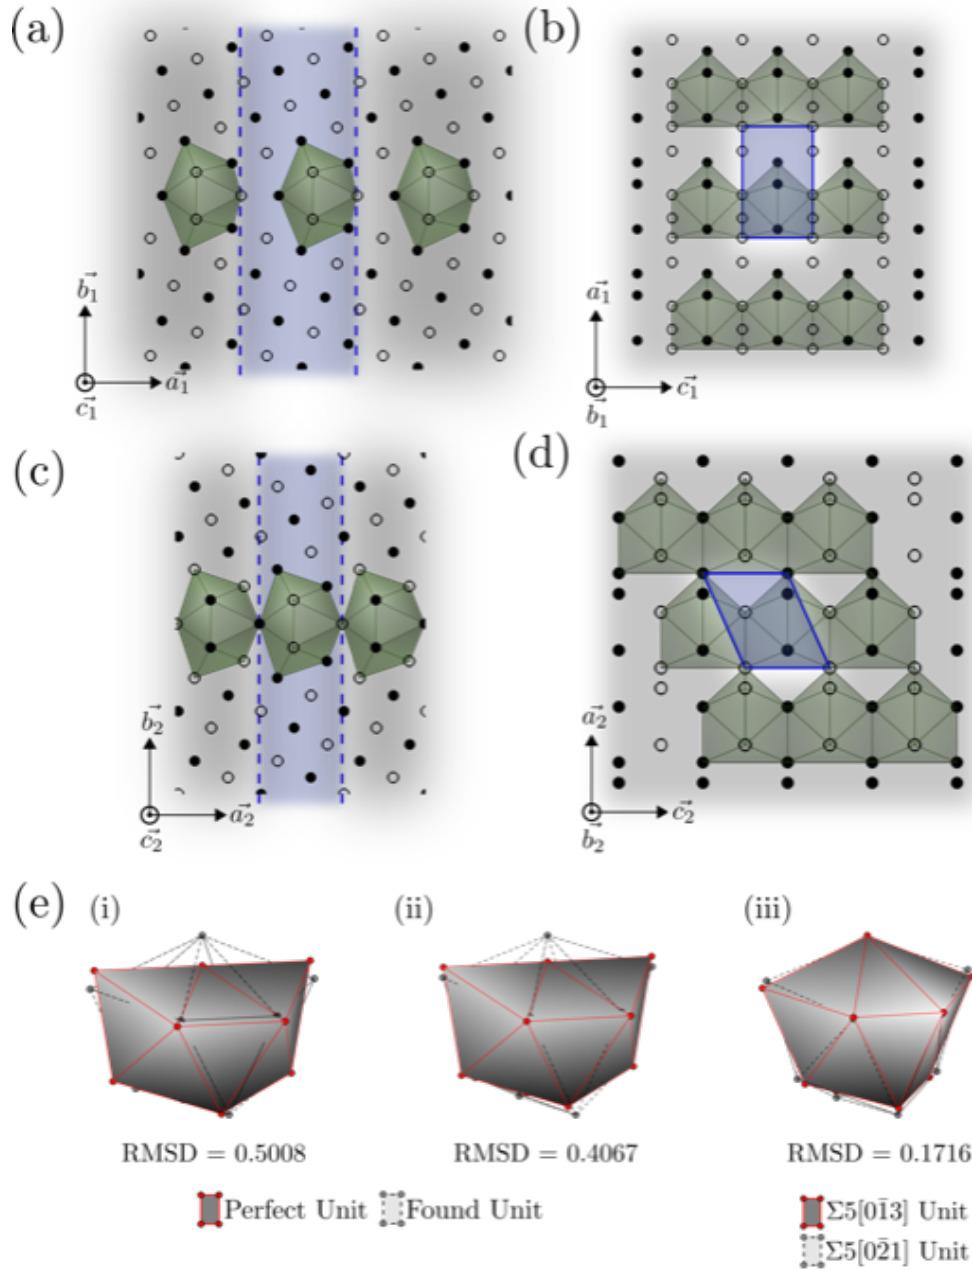 (a)
(b)
b⃗₁
a⃗₁
c⃗₁
a⃗₁
c⃗₁
b⃗₁
(c)
(d)
b⃗₂
a⃗₂
c⃗₂
a⃗₂
c⃗₂
b⃗₂
(e)
(i)
(ii)
(iii)
RMSD = 0.5008
RMSD = 0.4067
RMSD = 0.1716
Perfect Unit
Found Unit
Σ5[01̄3] Unit
Σ5[02̄1] Unit